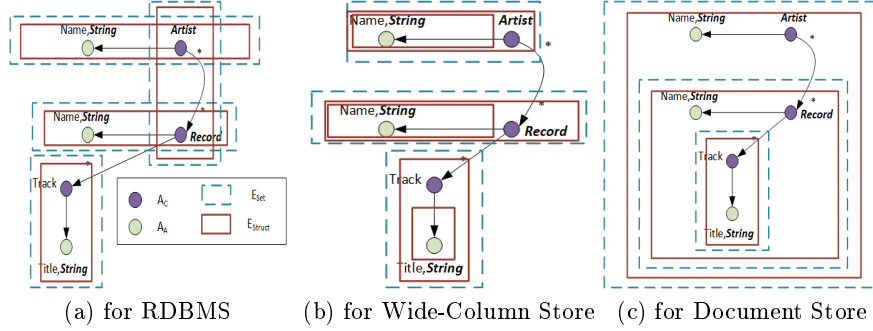 Name,String
Artist
*
*
Name,String
Record
*
Track
Title,String
A_C
E_Set
A_A
E_Struct
(a) for RDBMS
Name,String
Artist
*
*
Name,String
Record
*
Track
Title,String
(b) for Wide-Column Store
Name,String
Artist
*
*
Name,String
Record
*
Track
Title,String
(c) for Document Store